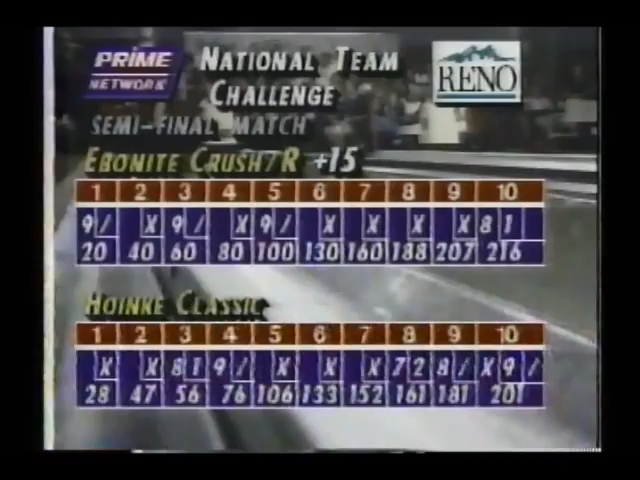 PRIME
NETWORK
NATIONAL TEAM
CHALLENGE
RENO
SEMI-FINAL MATCH
EBONITE CRUSH/R +15
1 2 3 4 5 6 7 8 9 10
9/ X 9/ X 9/ X X X X 8 1
20 40 60 80 100 130 160 188 207 216
HOINKE CLASSIC
1 2 3 4 5 6 7 8 9 10
X X 8 1 9/ X X X 7 2 8/ X 9 /
28 47 56 76 106 133 152 161 181 201